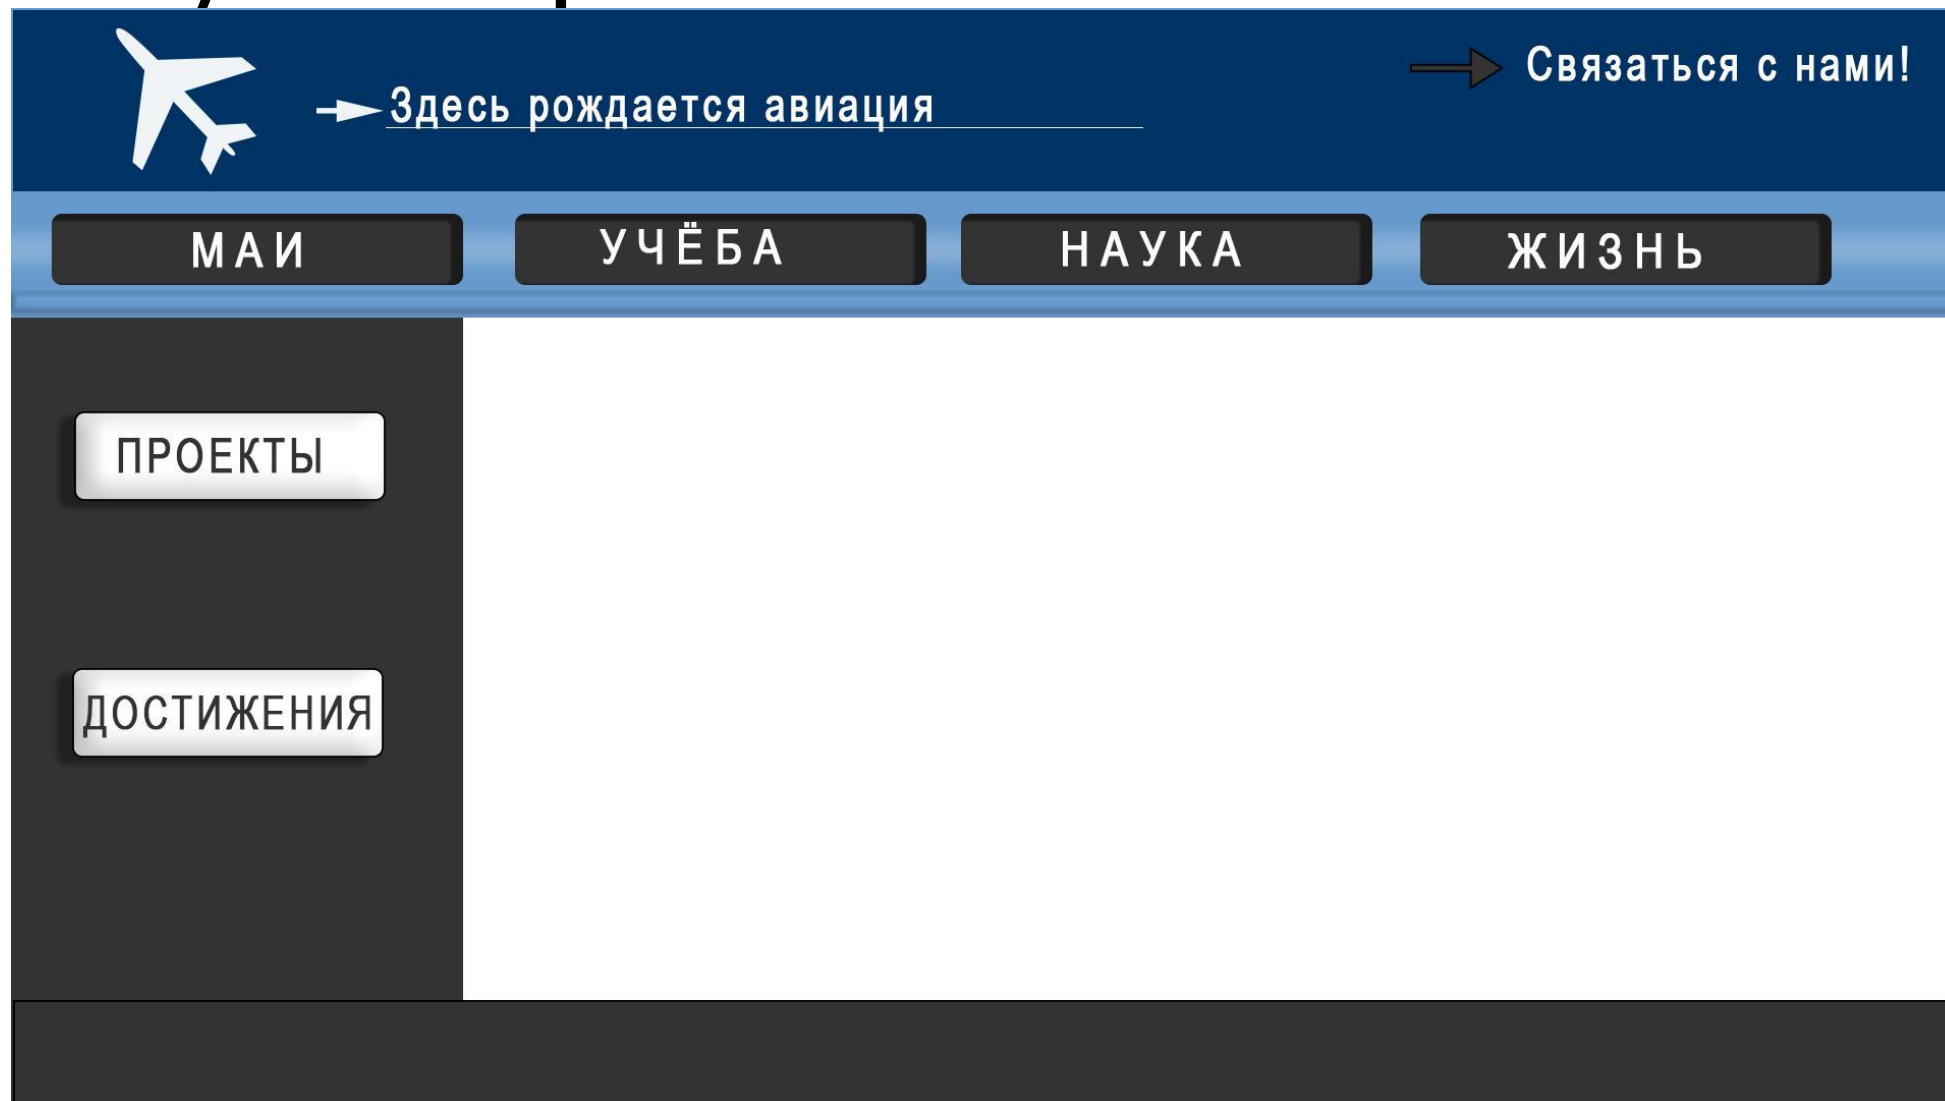 Связаться с нами!
Здесь рождается авиация
МАИ УЧЁБА НАУКА ЖИЗНЬ
ПРОЕКТЫ
ДОСТИЖЕНИЯ